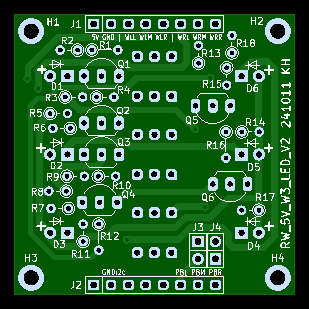 H1 J1 H2
5V GND | WLL WLM WLR | WRL WRM WRR
R2 R1 R18
Q1 R13
D1 R15 D6
R3 R4
R5 Q2 Q5
R6 R14
Q3 R16
D2 D5
R9 R10
R8 Q4 Q6
R7 R17
D3 R12 J3 J4 D4
R11
H3 H4
J2 GND i2c PBL PBM PBR
RW_5V_W3_LED_V2 241011 KH